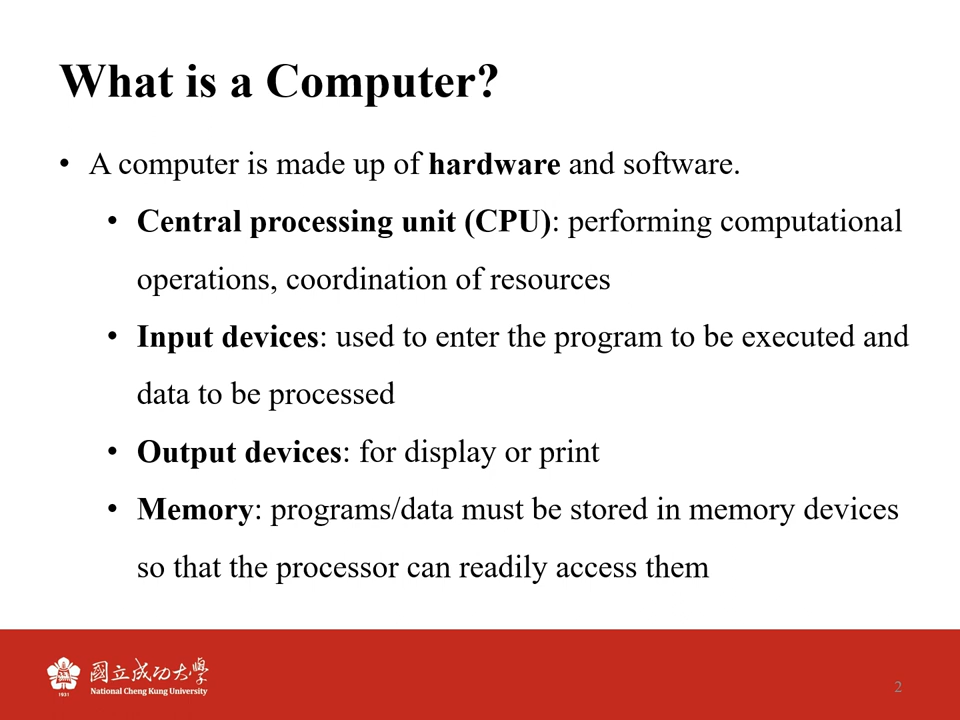 What is a Computer?
• A computer is made up of hardware and software.
• Central processing unit (CPU): performing computational
operations, coordination of resources
• Input devices: used to enter the program to be executed and
data to be processed
• Output devices: for display or print
• Memory: programs/data must be stored in memory devices
so that the processor can readily access them
國立成功大學
National Cheng Kung University
1931
2